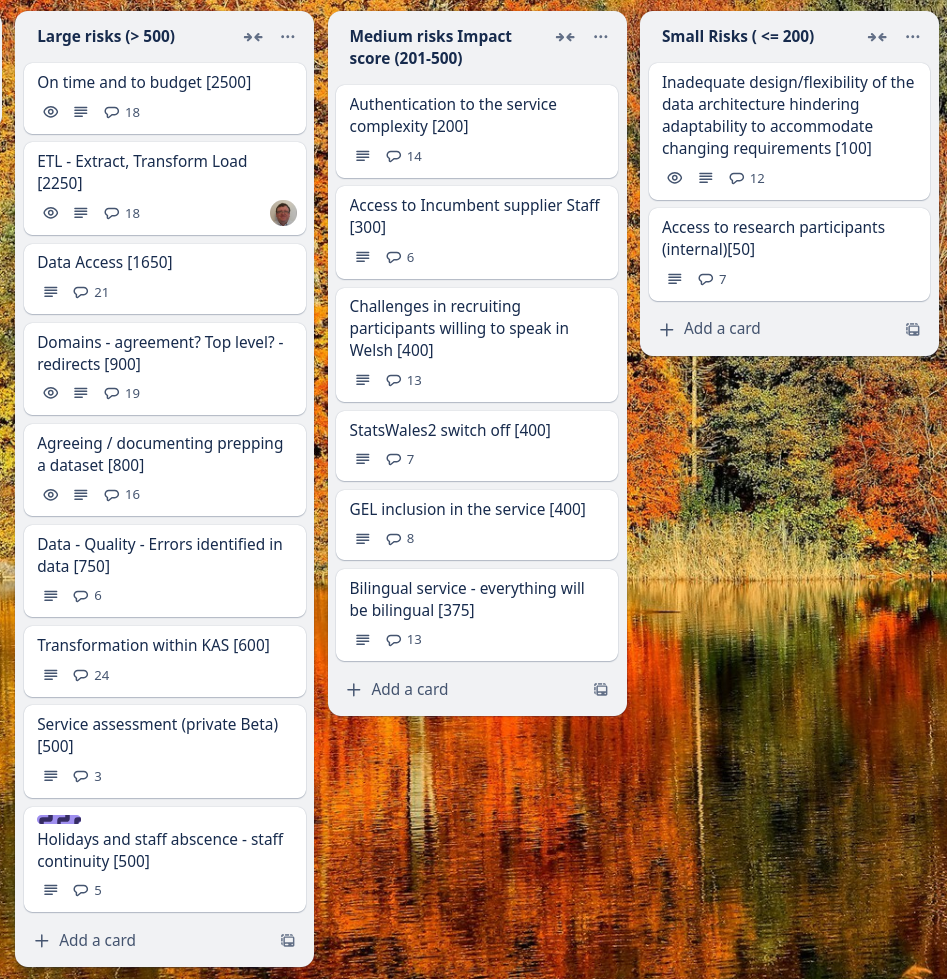 Large risks (> 500)
On time and to budget [2500]
18
ETL - Extract, Transform Load
[2250]
18
Data Access [1650]
21
Domains - agreement? Top level? -
redirects [900]
19
Agreeing / documenting prepping
a dataset [800]
16
Data - Quality - Errors identified in
data [750]
6
Transformation within KAS [600]
24
Service assessment (private Beta)
[500]
3
Holidays and staff abscence - staff
continuity [500]
5
Add a card
Medium risks Impact
score (201-500)
Authentication to the service
complexity [200]
14
Access to Incumbent supplier Staff
[300]
6
Challenges in recruiting
participants willing to speak in
Welsh [400]
13
StatsWales2 switch off [400]
7
GEL inclusion in the service [400]
8
Bilingual service - everything will
be bilingual [375]
13
Add a card
Small Risks ( <= 200)
Inadequate design/flexibility of the
data architecture hindering
adaptability to accommodate
changing requirements [100]
12
Access to research participants
(internal)[50]
7
Add a card